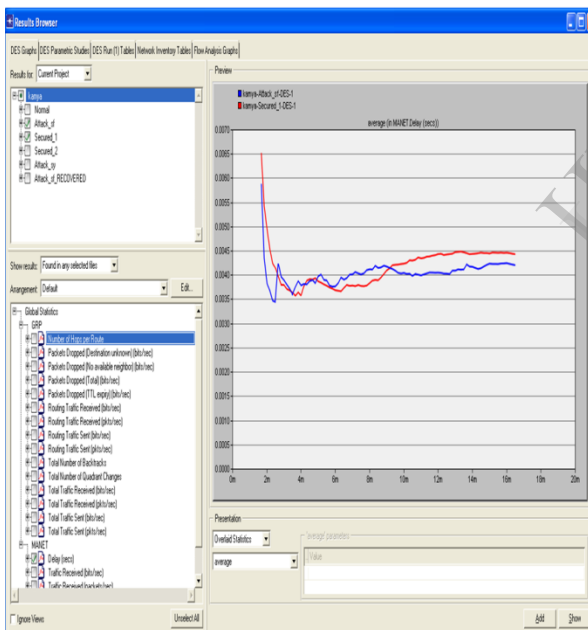 Results Browser
DES Graphs DES Parametric Studies DES Run (1) Tables Network Inventory Tables Flow Analysis Graphs
Results for: Current Project
kamya
Normal
Attack_sf
Secured_1
Secured_2
Attack_sy
Attack_sf_RECOVERED
Show results: Found in any selected files
Arrangement: Default
Edit...
Global Statistics
GRP
Number of Hops per Route
Packets Dropped (Destination unknown) (bits/sec)
Packets Dropped (No available neighbor) (bits/sec)
Packets Dropped (Total) (bits/sec)
Packets Dropped (TTL expiry) (bits/sec)
Routing Traffic Received (bits/sec)
Routing Traffic Received (pkts/sec)
Routing Traffic Sent (bits/sec)
Routing Traffic Sent (pkts/sec)
Total Number of Backtracks
Total Number of Quadrant Changes
Total Traffic Received (bits/sec)
Total Traffic Received (pkts/sec)
Total Traffic Sent (bits/sec)
Total Traffic Sent (pkts/sec)
MANET
Delay (secs)
Traffic Received (bits/sec)
Traffic Received (packets/sec)
Ignore Views
Unselect All
Preview
kamya-Attack_sf-DES-1
kamya-Secured_1-DES-1
average (in MANET Delay (secs))
0.0070
0.0065
0.0060
0.0055
0.0050
0.0045
0.0040
0.0035
0.0030
0.0025
0.0020
0.0015
0.0010
0.0005
0.0000
0m 2m 4m 6m 8m 10m 12m 14m 16m 18m 20m
Presentation
Overlaid Statistics
average
'average' parameters
Value
Add
Show